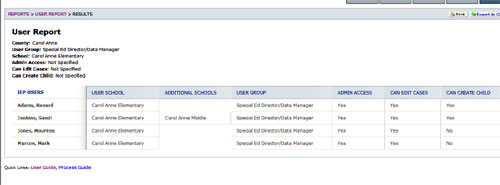 REPORTS > USER REPORT > RESULTS
Print
Export to
User Report
County: Carol Anne
User Group: Special Ed Director/Data Manager
School: Carol Anne Elementary
Admin Access: Not Specified
Can Edit Cases: Not Specified
Can Create Child: Not Specified
IEP USERS USER SCHOOL ADDITIONAL SCHOOLS USER GROUP ADMIN ACCESS CAN EDIT CASES CAN CREATE CHILD
Adams, Renard Carol Anne Elementary Special Ed Director/Data Manager Yes Yes Yes
Jenkins, Sandi Carol Anne Elementary Carol Anne Middle Special Ed Director/Data Manager Yes Yes Yes
Jones, Maureen Carol Anne Elementary Special Ed Director/Data Manager Yes Yes No
Marcos, Mark Carol Anne Elementary Special Ed Director/Data Manager Yes Yes No
Quick Links: User Guide, Process Guide